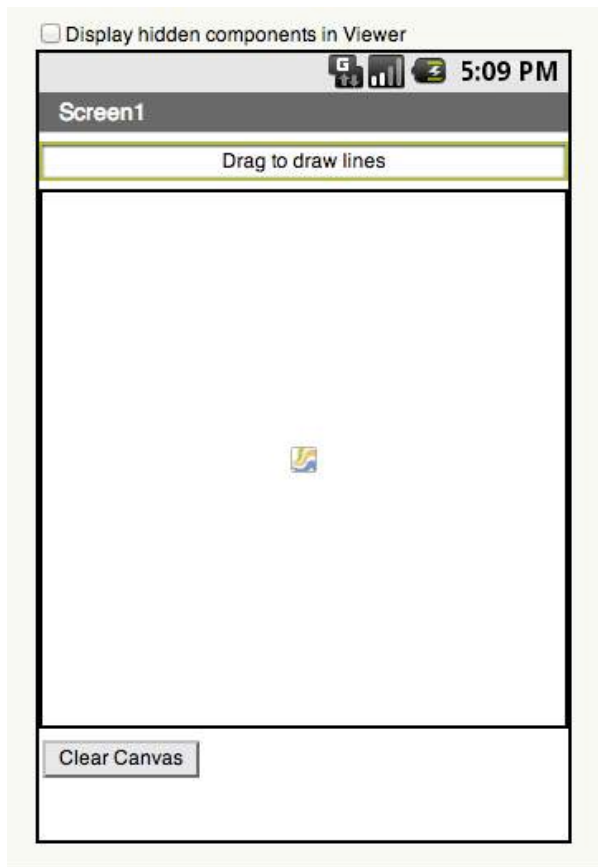 Display hidden components in Viewer
G 5:09 PM
Screen1
Drag to draw lines
Clear Canvas